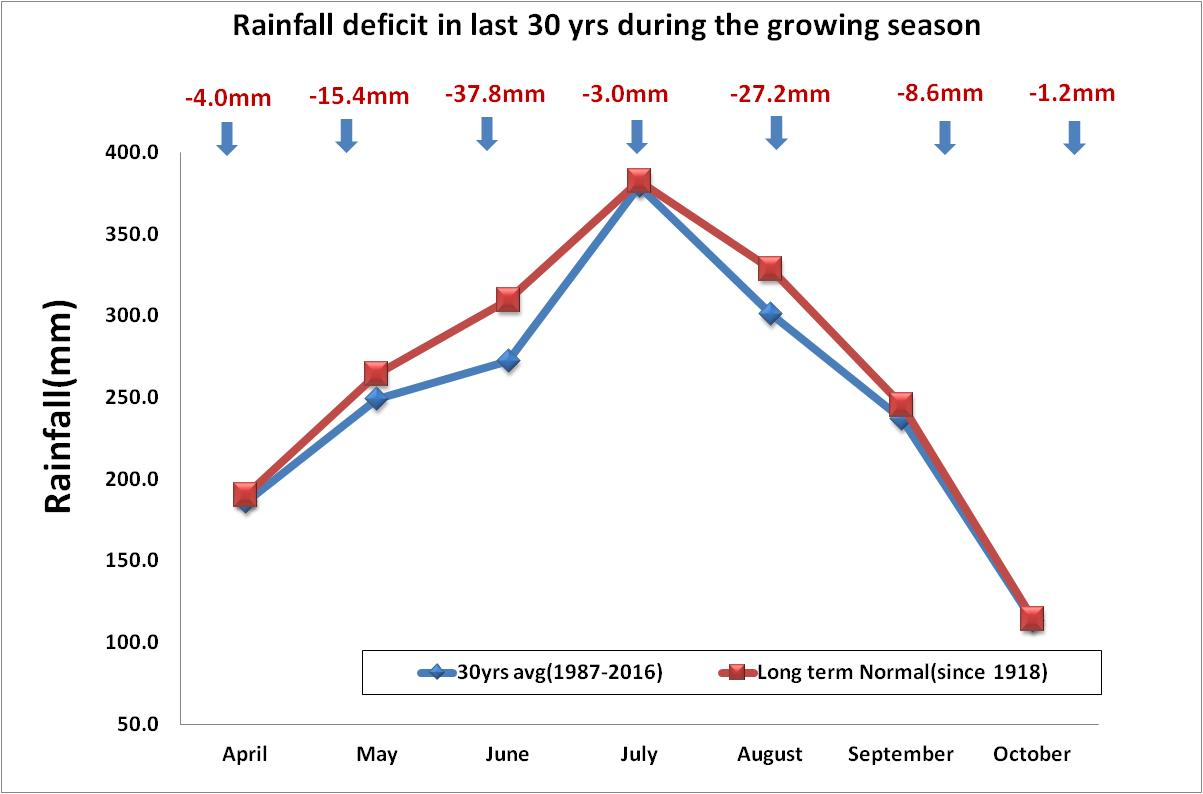 Rainfall deficit in last 30 yrs during the growing season
-4.0mm -15.4mm -37.8mm -3.0mm -27.2mm -8.6mm -1.2mm
400.0
350.0
300.0
250.0
200.0
150.0
100.0
50.0
Rainfall(mm)
30yrs avg(1987-2016) Long term Normal(since 1918)
April May June July August September October